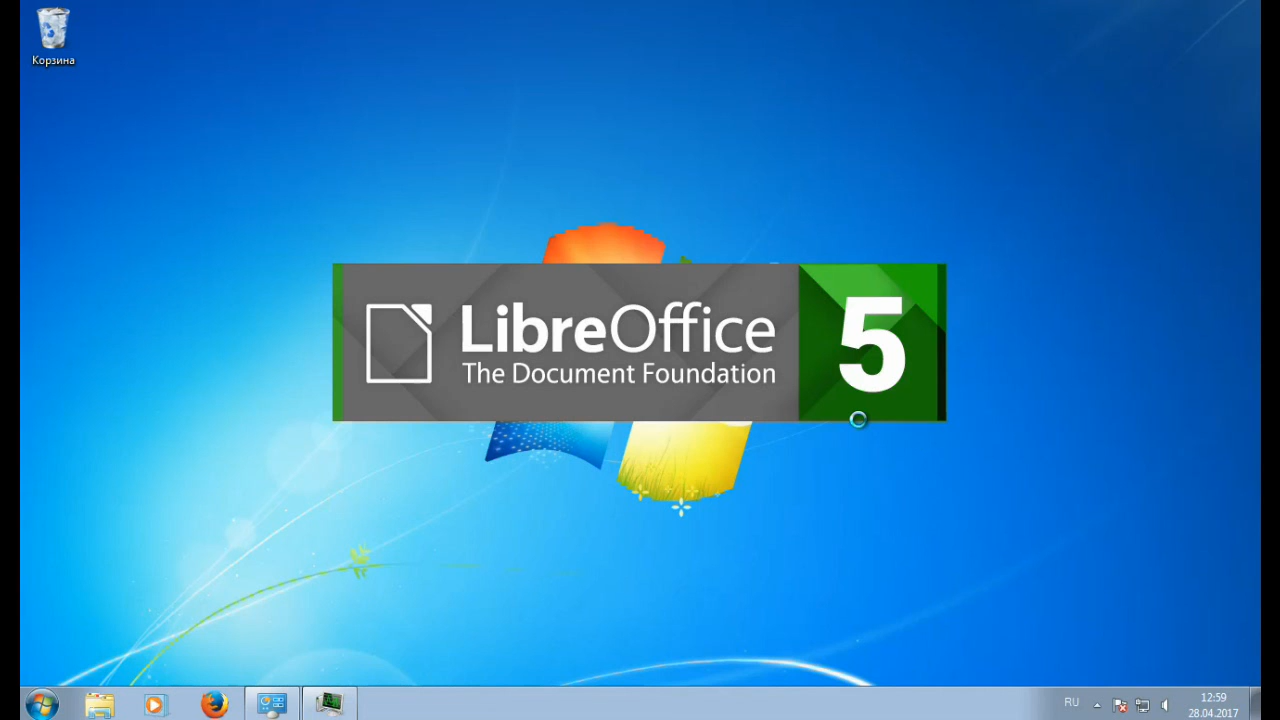 Корзина
LibreOffice
The Document Foundation
5
RU
12:59
28.04.2017